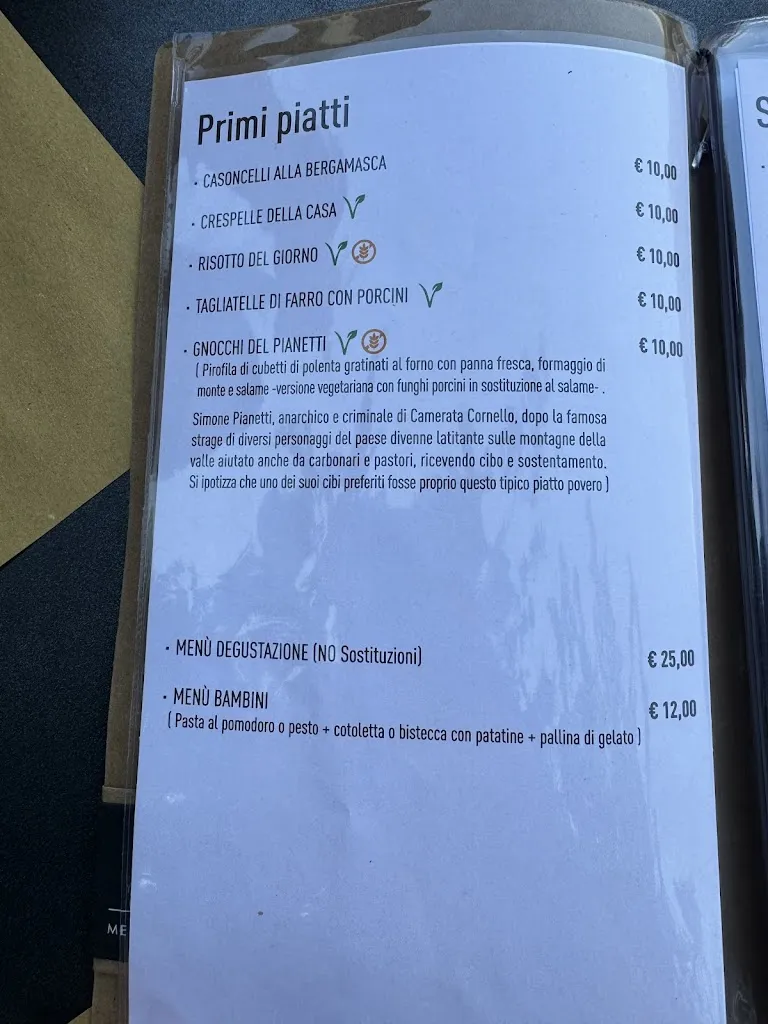 Primi piatti
· CASONCELLI ALLA BERGAMASCA € 10,00
· CRESPELLE DELLA CASA € 10,00
· RISOTTO DEL GIORNO € 10,00
· TAGLIATELLE DI FARRO CON PORCINI € 10,00
· GNOCCHI DEL PIANETTI € 10,00
( Pirofila di cubetti di polenta gratinati al forno con panna fresca, formaggio di
monte e salame -versione vegetariana con funghi porcini in sostituzione al salame- .
Simone Pianetti, anarchico e criminale di Camerata Cornello, dopo la famosa
strage di diversi personaggi del paese divenne latitante sulle montagne della
valle aiutato anche da carbonari e pastori, ricevendo cibo e sostentamento.
Si ipotizza che uno dei suoi cibi preferiti fosse proprio questo tipico piatto povero )
· MENÙ DEGUSTAZIONE (NO Sostituzioni) € 25,00
· MENÙ BAMBINI € 12,00
( Pasta al pomodoro o pesto + cotoletta o bistecca con patatine + pallina di gelato )
ME
S